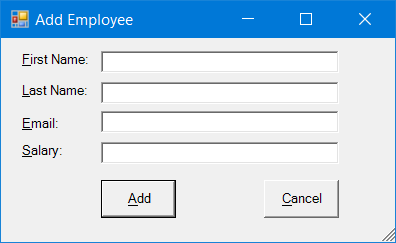 Add Employee
First Name:
Last Name:
Email:
Salary:
Add Cancel